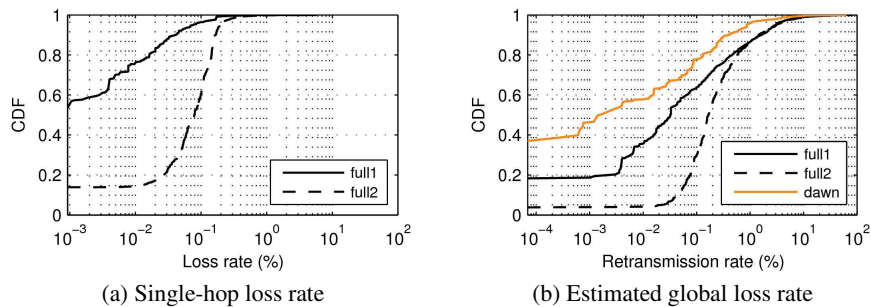 1
0.8
0.6
0.4
0.2
0
CDF
10^-3 10^-2 10^-1 10^0 10^1 10^2
Loss rate (%)
full1
full2
(a) Single-hop loss rate
1
0.8
0.6
0.4
0.2
0
CDF
10^-4 10^-3 10^-2 10^-1 10^0 10^1 10^2
Retransmission rate (%)
full1
full2
dawn
(b) Estimated global loss rate